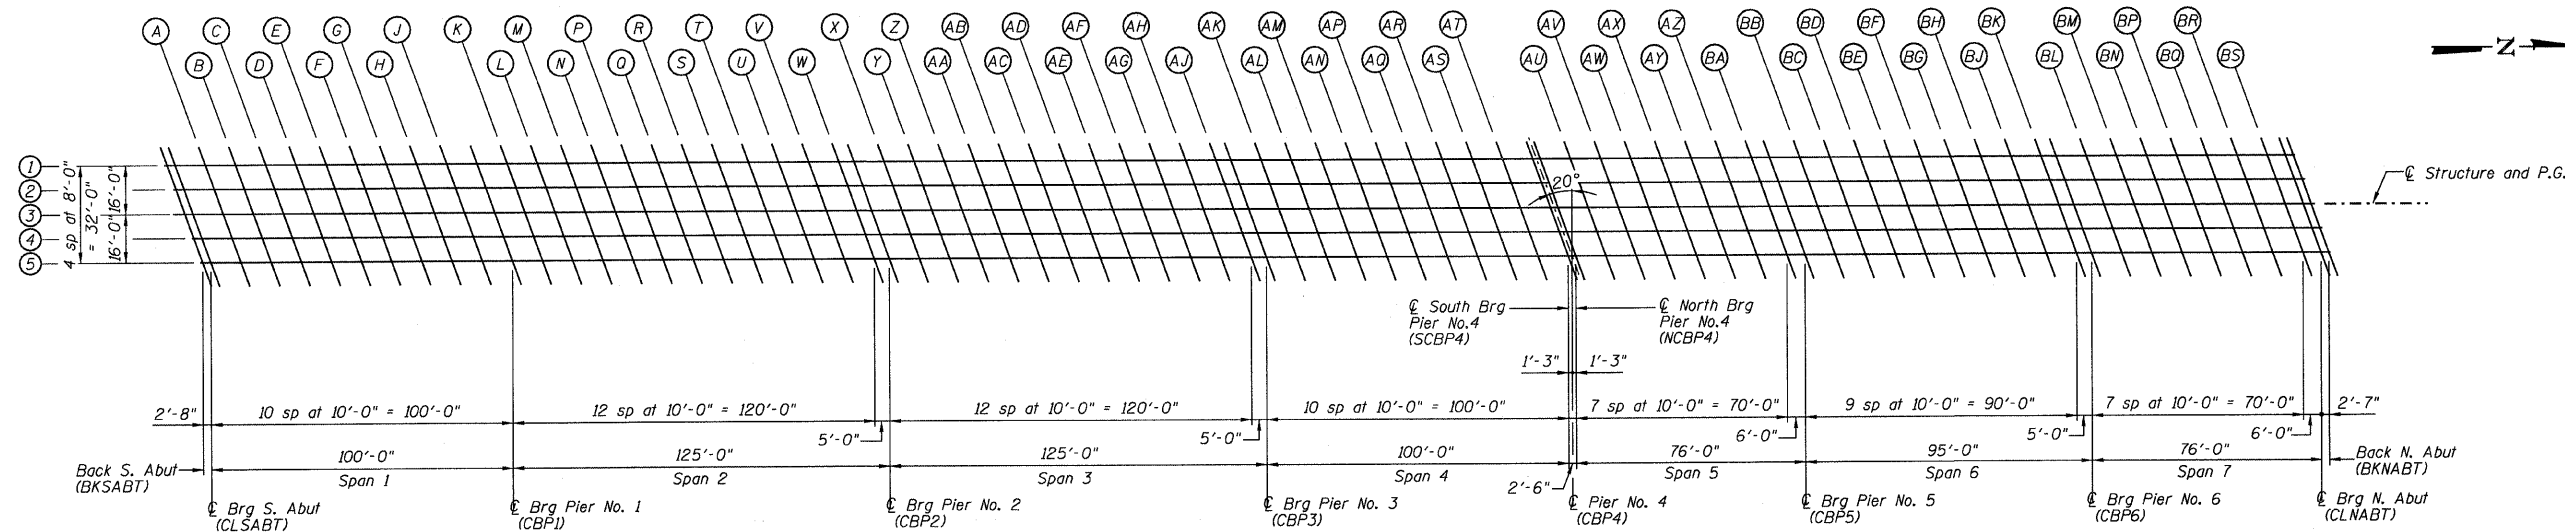 A C E G J K M P R T V X Z AB AD AF AH AK AM AP AR AT AV AX AZ BB BD BF BH BK BM BP BR
B D F H L N Q S U W Y AA AC AE AG AJ AL AN AQ AS AU AW AY BA BC BE BG BJ BL BN BQ BS
Z
1
2
3
4
5
4 sp at 8'-0"
= 32'-0"
16'-0"
16'-0"
20°
℄ Structure and P.G.
℄ South Brg
Pier No.4
(SCBP4)
℄ North Brg
Pier No.4
(NCBP4)
1'-3" 1'-3"
2'-8" 10 sp at 10'-0" = 100'-0" 12 sp at 10'-0" = 120'-0" 12 sp at 10'-0" = 120'-0" 10 sp at 10'-0" = 100'-0" 7 sp at 10'-0" = 70'-0" 9 sp at 10'-0" = 90'-0" 7 sp at 10'-0" = 70'-0" 2'-7"
5'-0" 5'-0" 6'-0" 5'-0" 6'-0"
100'-0" 125'-0" 125'-0" 100'-0" 76'-0" 95'-0" 76'-0"
Span 1 Span 2 Span 3 Span 4 Span 5 Span 6 Span 7
2'-6"
Back S. Abut
(BKSABT)
Back N. Abut
(BKNABT)
℄ Brg S. Abut
(CLSABT)
℄ Brg Pier No. 1
(CBP1)
℄ Brg Pier No. 2
(CBP2)
℄ Brg Pier No. 3
(CBP3)
℄ Pier No. 4
(CBP4)
℄ Brg Pier No. 5
(CBP5)
℄ Brg Pier No. 6
(CBP6)
℄ Brg N. Abut
(CLNABT)